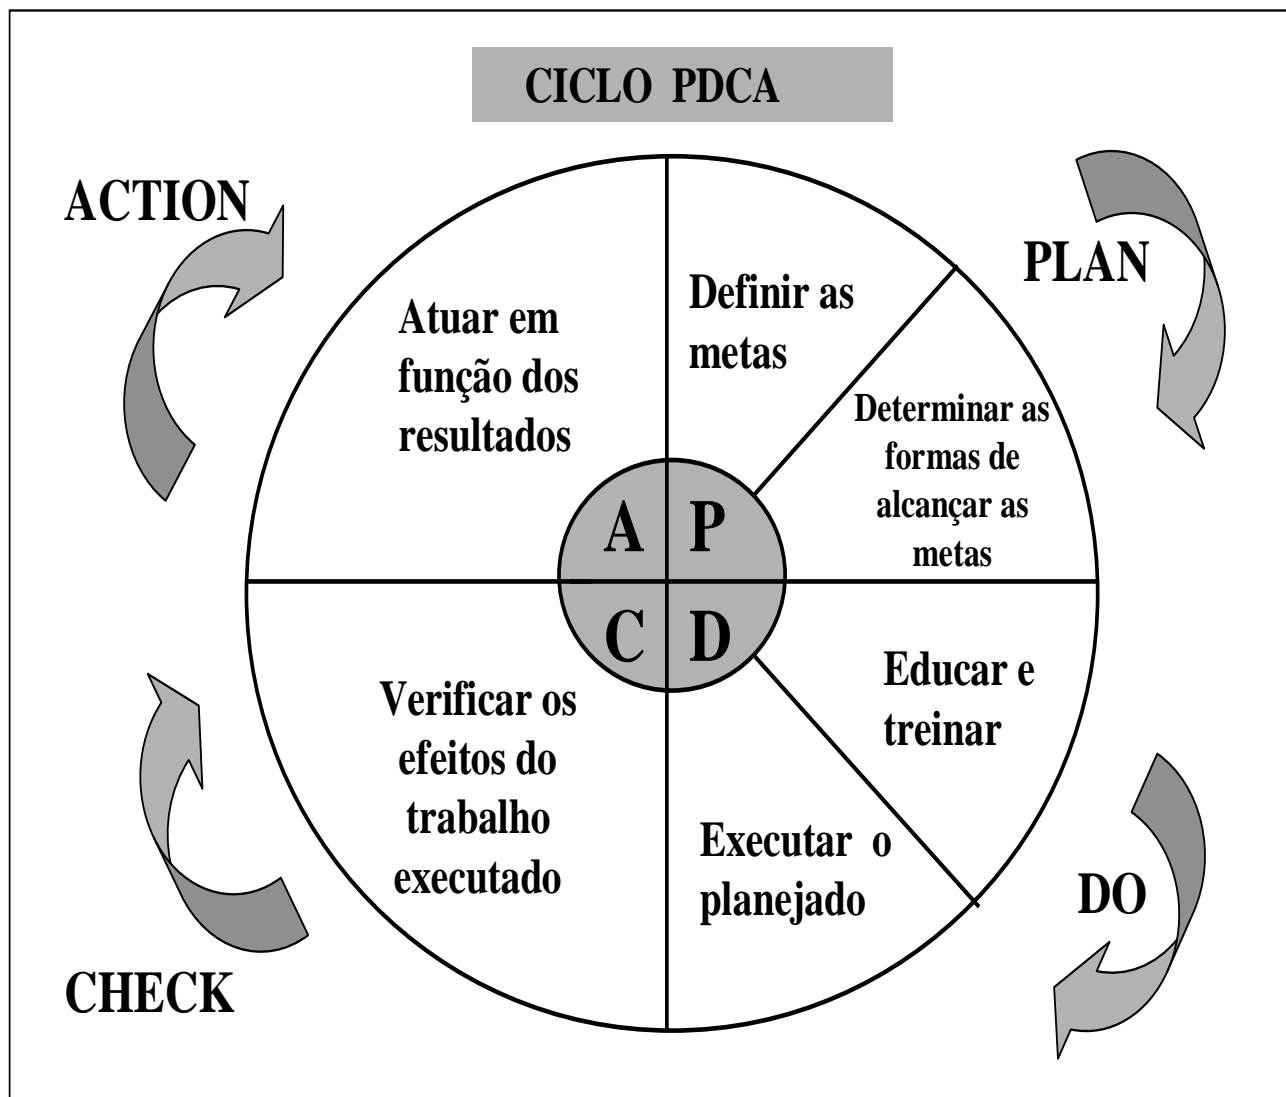 CICLO PDCA
ACTION
PLAN
Atuar em
função dos
resultados
Definir as
metas
Determinar as
formas de
alcançar as
metas
A P
C D
Verificar os
efeitos do
trabalho
executado
Educar e
treinar
Executar o
planejado
DO
CHECK